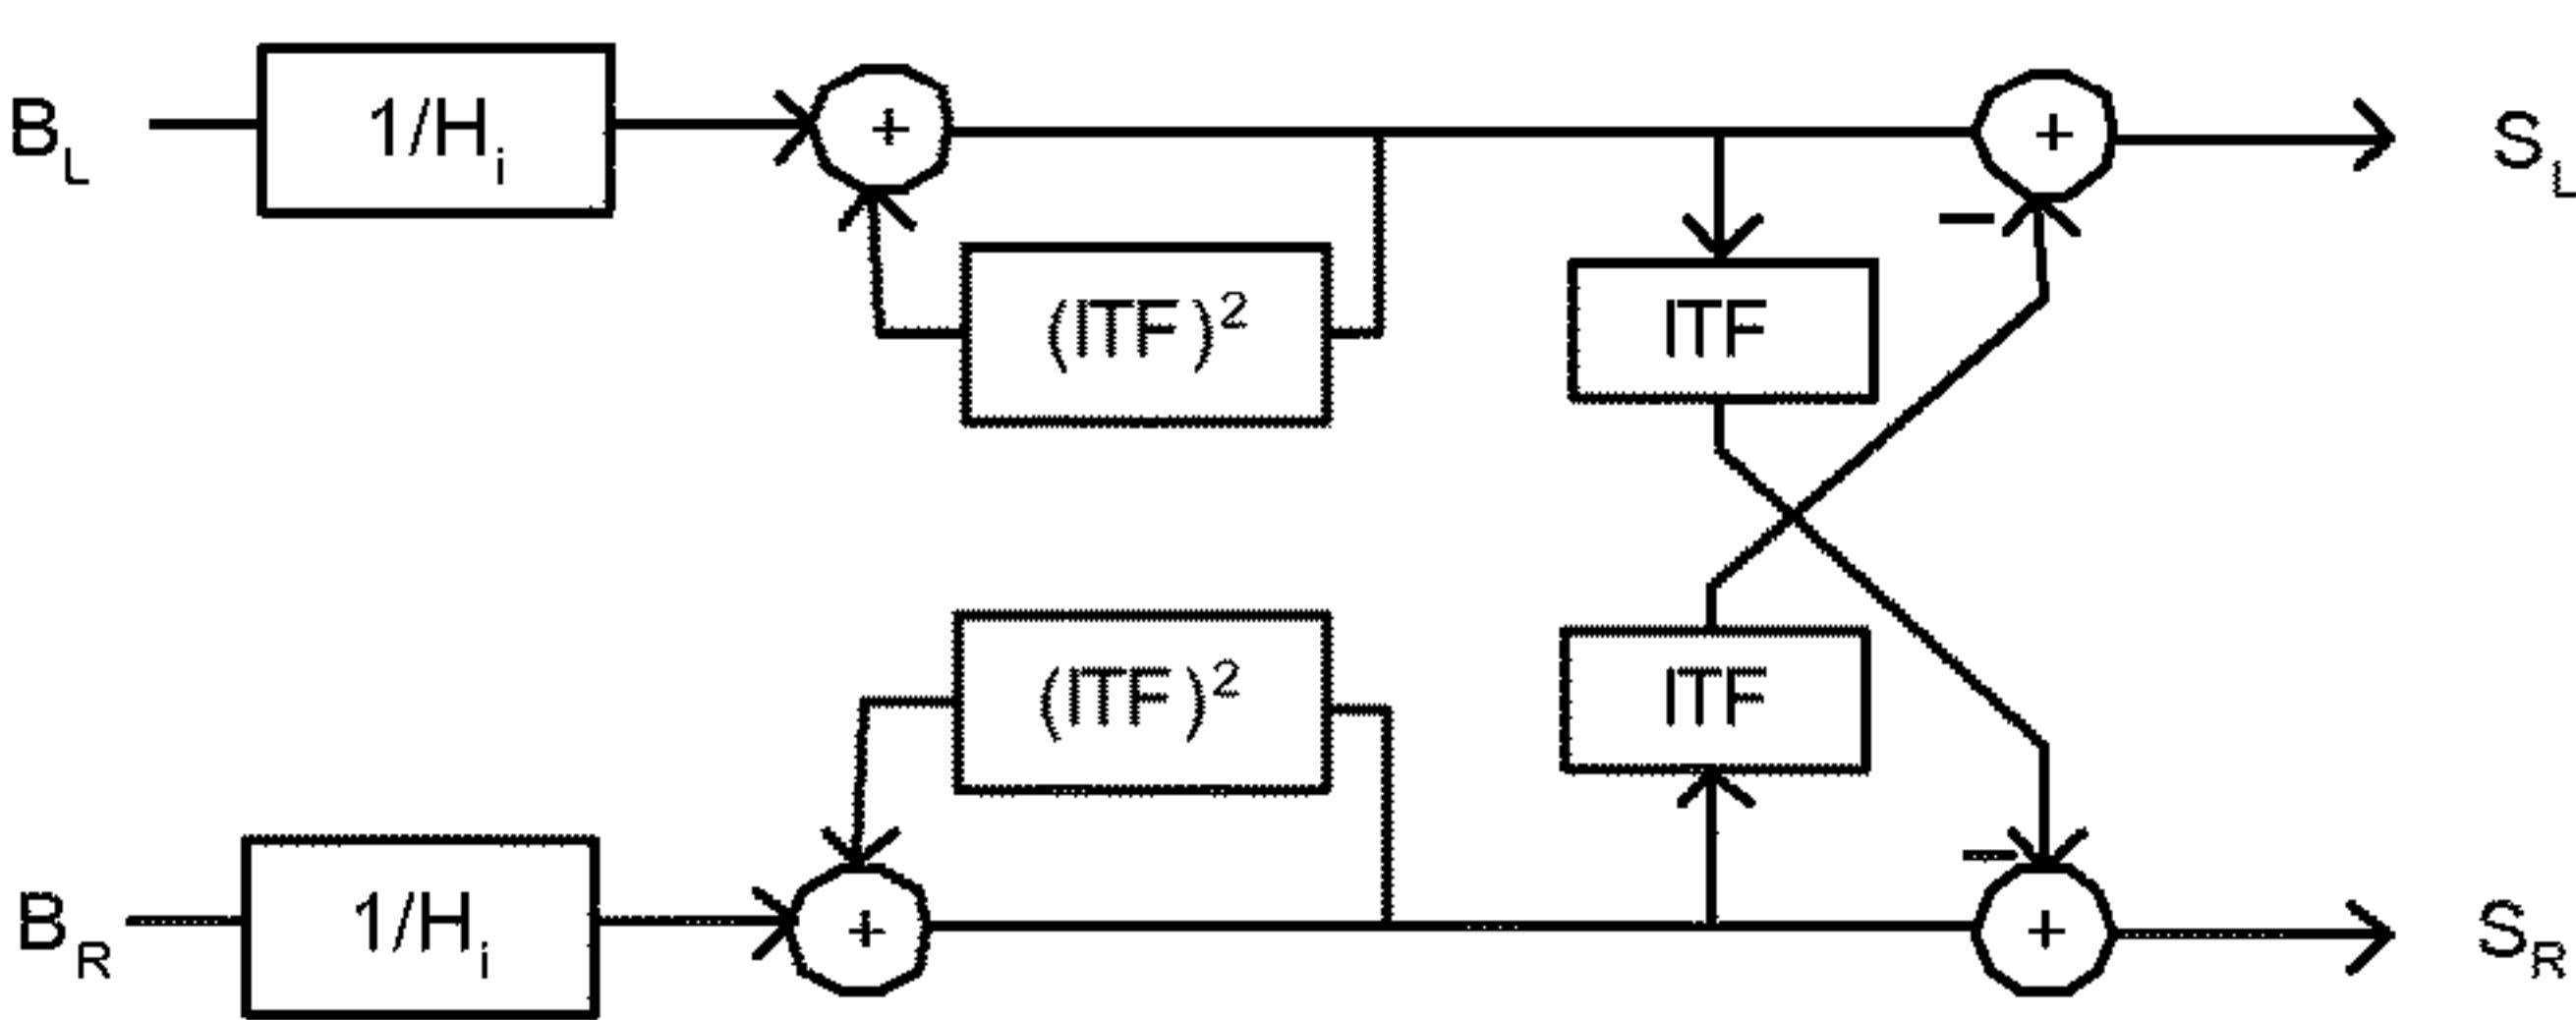 B_L 1/H_i + + S_L
−
(ITF)² ITF
(ITF)² ITF
−
B_R 1/H_i + + S_R